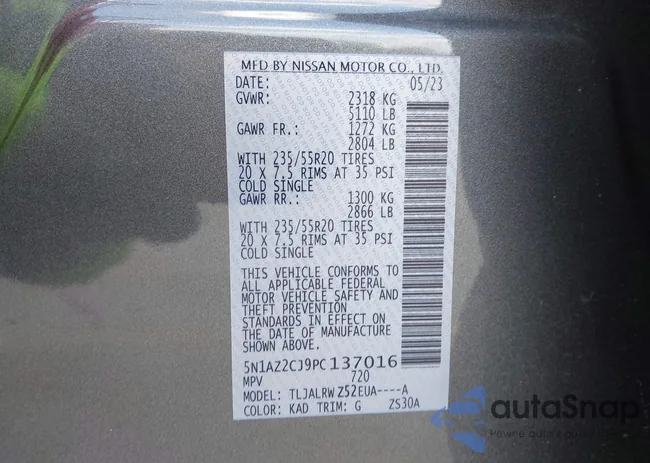 MFD BY NISSAN MOTOR CO., LTD.
DATE: 05/23
GVWR: 2318 KG
5110 LB
GAWR FR.: 1272 KG
2804 LB
WITH 235/55R20 TIRES
20 X 7.5 RIMS AT 35 PSI
COLD SINGLE
GAWR RR.: 1300 KG
2866 LB
WITH 235/55R20 TIRES
20 X 7.5 RIMS AT 35 PSI
COLD SINGLE
THIS VEHICLE CONFORMS TO
ALL APPLICABLE FEDERAL
MOTOR VEHICLE SAFETY AND
THEFT PREVENTION
STANDARDS IN EFFECT ON
THE DATE OF MANUFACTURE
SHOWN ABOVE.
5N1AZ2CJ9PC137016
MPV 720
MODEL: TLJALRWZ52EUA----A
COLOR: KAD TRIM: G ZS30A
autoSnap
Pewne aukcji